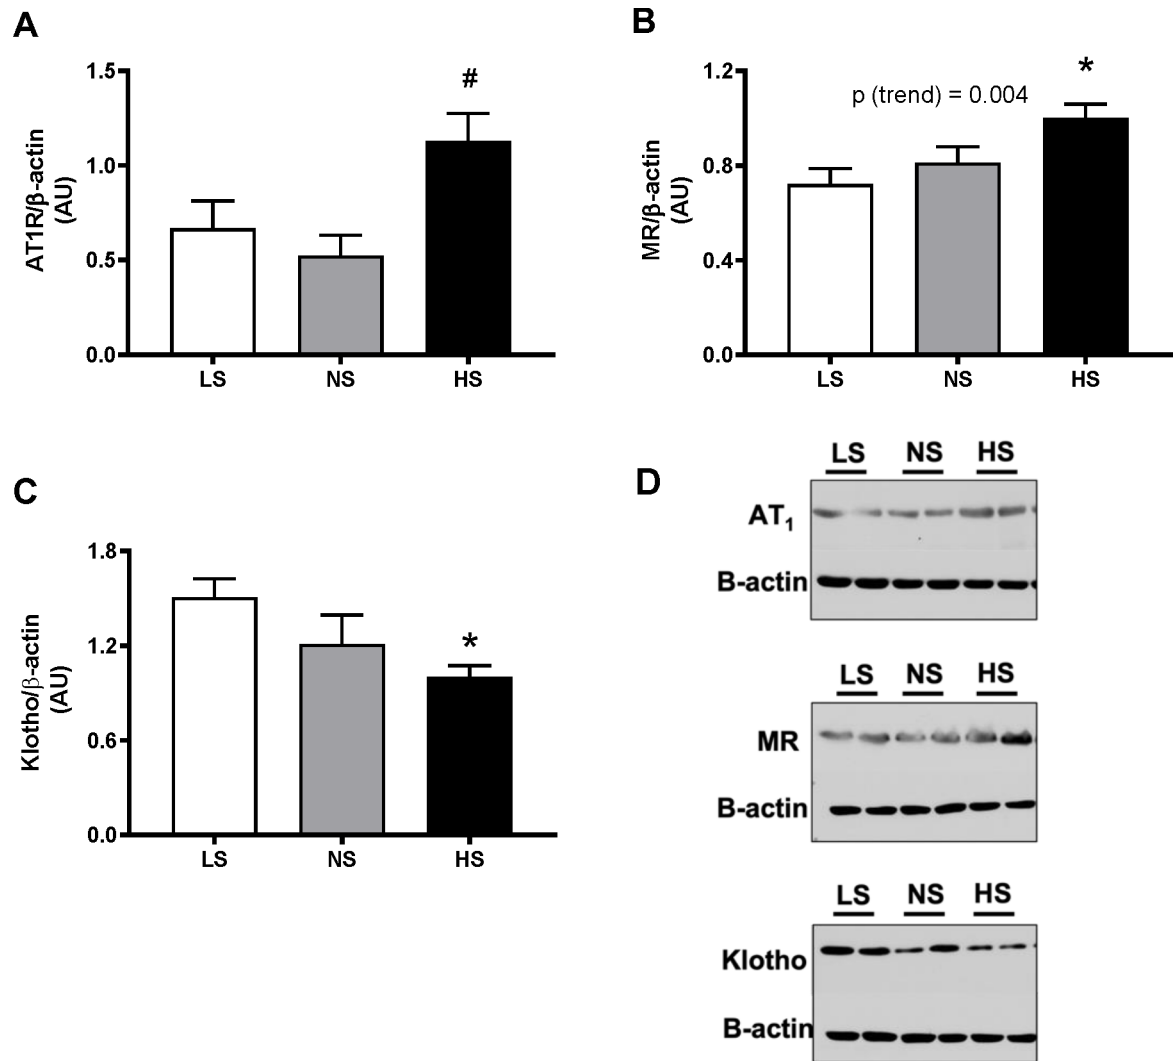 A
AT1R/β-actin
(AU)
1.5
1.0
0.5
0.0
#
LS NS HS
B
MR/β-actin
(AU)
1.2
0.8
0.4
0.0
p (trend) = 0.004
*
LS NS HS
C
Klotho/β-actin
(AU)
1.8
1.2
0.6
0.0
*
LS NS HS
D
LS NS HS
AT₁
B-actin
LS NS HS
MR
B-actin
LS NS HS
Klotho
B-actin